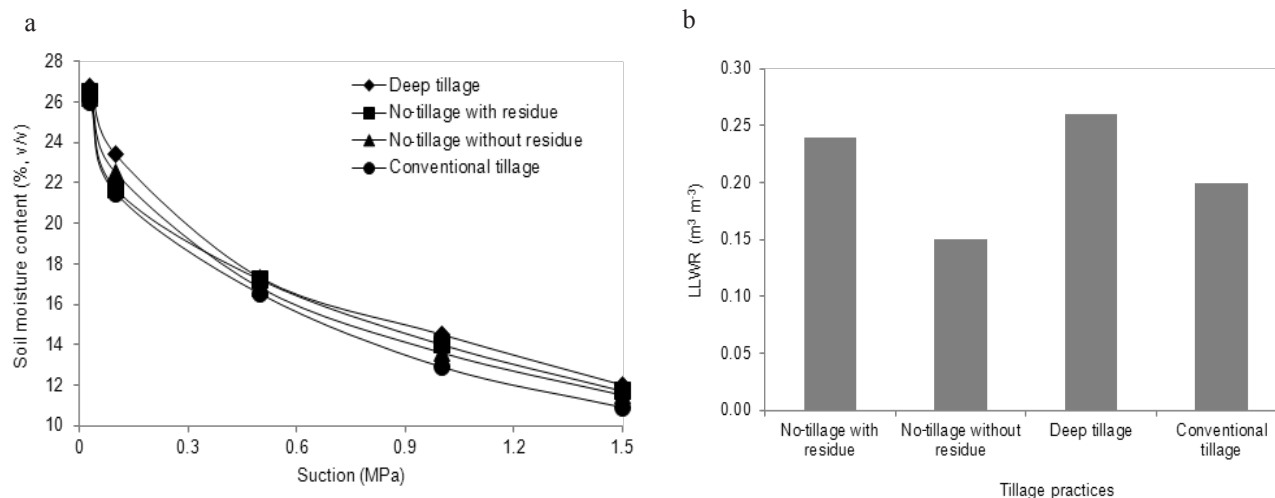 a
Soil moisture content (%, v/v)
28
26
24
22
20
18
16
14
12
10
0
0.3
0.6
0.9
1.2
1.5
Suction (MPa)
Deep tillage
No-tillage with residue
No-tillage without residue
Conventional tillage
b
LLWR (m³ m⁻³)
0.30
0.25
0.20
0.15
0.10
0.05
0.00
No-tillage with
residue
No-tillage without
residue
Deep tillage
Conventional
tillage
Tillage practices